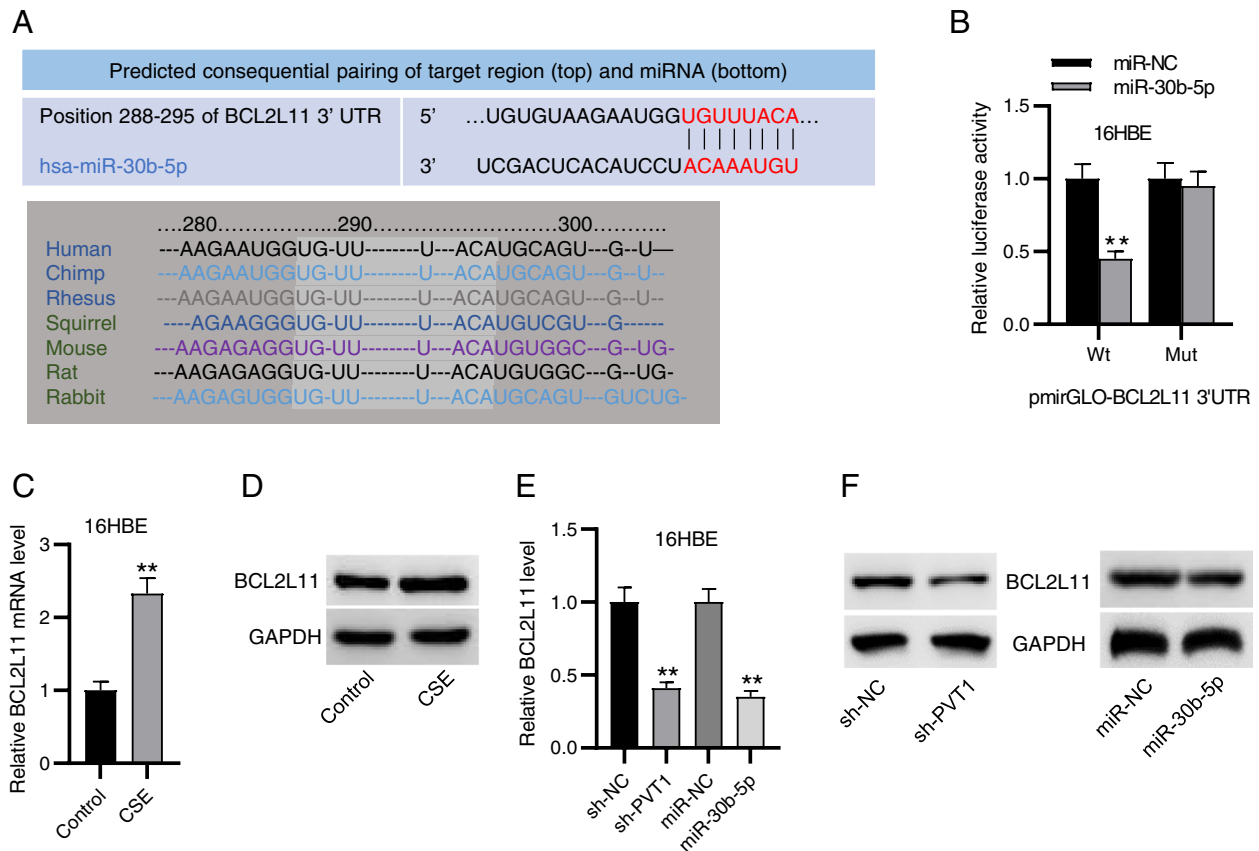 A
Predicted consequential pairing of target region (top) and miRNA (bottom)
Position 288-295 of BCL2L11 3' UTR 5' ...UGUGUAAGAAUGGUGUUUACA...
hsa-miR-30b-5p 3' UCGACUCACAUCCUACAAAUGU
....280....................290............................300..........
Human ---AAGAAUGGUG-UU--------U---ACAUGCAGU---G--U—
Chimp ---AAGAAUGGUG-UU--------U---ACAUGCAGU---G--U--
Rhesus ---AAGAAUGGUG-UU--------U---ACAUGCAGU---G--U--
Squirrel ----AGAAGGGUG-UU--------U---ACAUGUCGU---G------
Mouse ---AAGAGAGGUG-UU--------U---ACAUGUGGC---G--UG-
Rat ---AAGAGAGGUG-UU--------U---ACAUGUGGC---G--UG-
Rabbit ---AAGAGUGGUG-UU--------U---ACAUGCAGU---GUCUG-
B
miR-NC
miR-30b-5p
16HBE
Relative luciferase activity
1.5
1.0
0.5
0.0
**
Wt Mut
pmirGLO-BCL2L11 3'UTR
C
16HBE
Relative BCL2L11 mRNA level
3
2
1
0
**
Control CSE
D
BCL2L11
GAPDH
Control CSE
E
16HBE
Relative BCL2L11 level
1.5
1.0
0.5
0.0
** **
sh-NC sh-PVT1 miR-NC miR-30b-5p
F
BCL2L11
GAPDH
sh-NC sh-PVT1 miR-NC miR-30b-5p